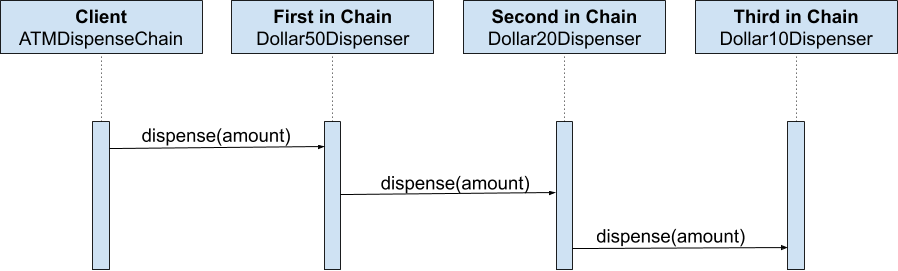 Client
ATMDispenseChain
First in Chain
Dollar50Dispenser
Second in Chain
Dollar20Dispenser
Third in Chain
Dollar10Dispenser
dispense(amount)
dispense(amount)
dispense(amount)